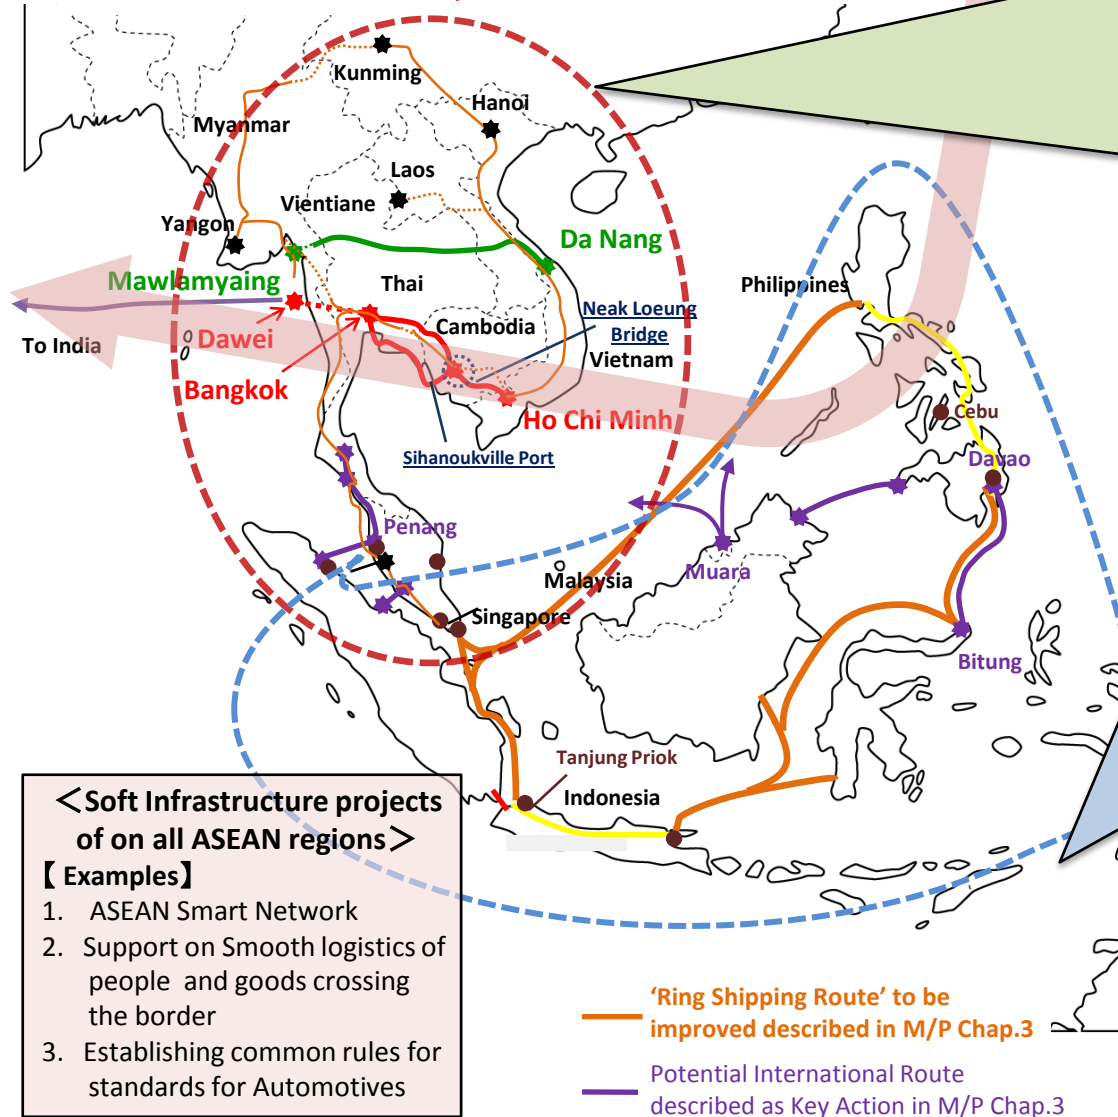 Kunming
Hanoi
Myanmar
Laos
Vientiane
Yangon
Da Nang
Mawlamyaing
Thai
Philippines
Neak Loeung
Bridge
Cambodia
Dawei
To India
Vietnam
Bangkok
Cebu
Ho Chi Minh
Sihanoukville Port
Davao
Penang
Muara
Malaysia
Singapore
Bitung
Tanjung Priok
Indonesia
<Soft Infrastructure projects
of on all ASEAN regions>
【 Examples】
1. ASEAN Smart Network
2. Support on Smooth logistics of
people and goods crossing
the border
3. Establishing common rules for
standards for Automotives
‘Ring Shipping Route’ to be
improved described in M/P Chap.3
Potential International Route
described as Key Action in M/P Chap.3